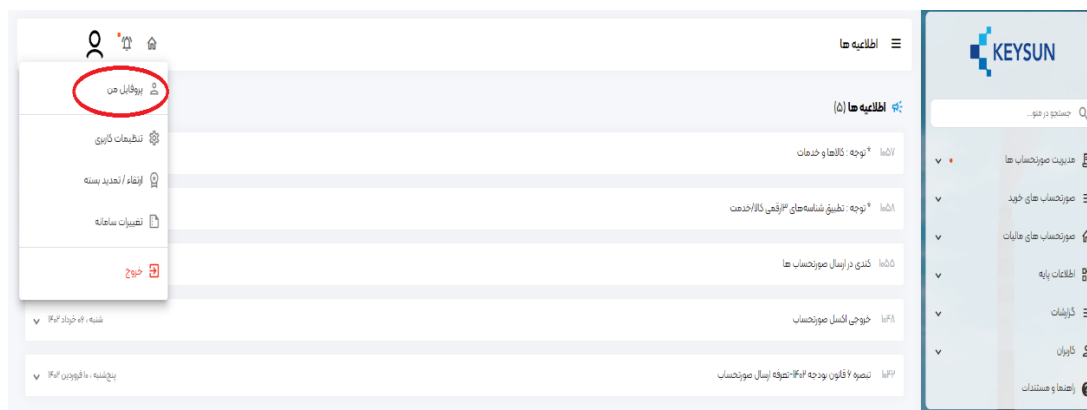 KEYSUN
جستجو در منو...
مدیریت صورتحساب ها
صورتحساب های خرید
صورتحساب های مالیات
اطلاعات پایه
گزارشات
کاربران
راهنما و مستندات
اطلاعیه ها
اطلاعیه ها (۵)
۱۰۵۷ * توجه : کالاها و خدمات
۱۰۵۸ * توجه : تطبیق شناسه‌های ۱۳رقمی کالا/خدمت
۱۰۵۵ کندی در ارسال صورتحساب ها
۱۰۴۸ خروجی اکسل صورتحساب
شنبه ، ۰۶ خرداد ۱۴۰۲
۱۰۴۲ تبصره ۶ قانون بودجه ۱۴۰۲-تعرفه ارسال صورتحساب
پنج‌شنبه ، ۱۰ فروردین ۱۴۰۲
پروفایل من
تنظیمات کاربری
ارتقاء / تمدید بسته
تغییرات سامانه
خروج